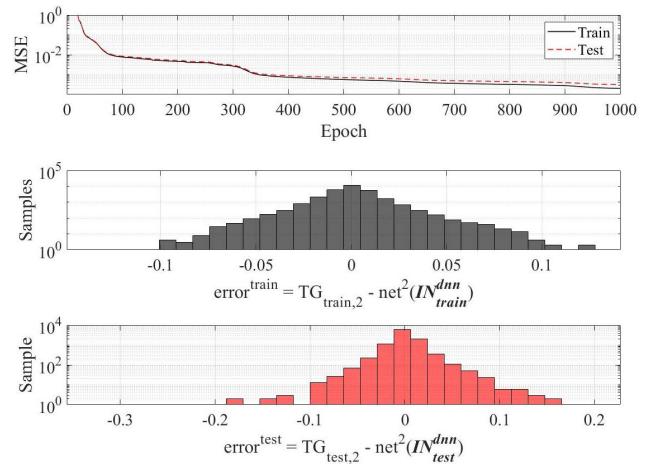 10^0
10^-2
MSE
Train
Test
0 100 200 300 400 500 600 700 800 900 1000
Epoch
10^5
10^0
Samples
-0.1 -0.05 0 0.05 0.1
error^train = TG_train,2 - net^2(IN^dnn_train)
10^4
10^2
10^0
Sample
-0.3 -0.2 -0.1 0 0.1 0.2
error^test = TG_test,2 - net^2(IN^dnn_test)